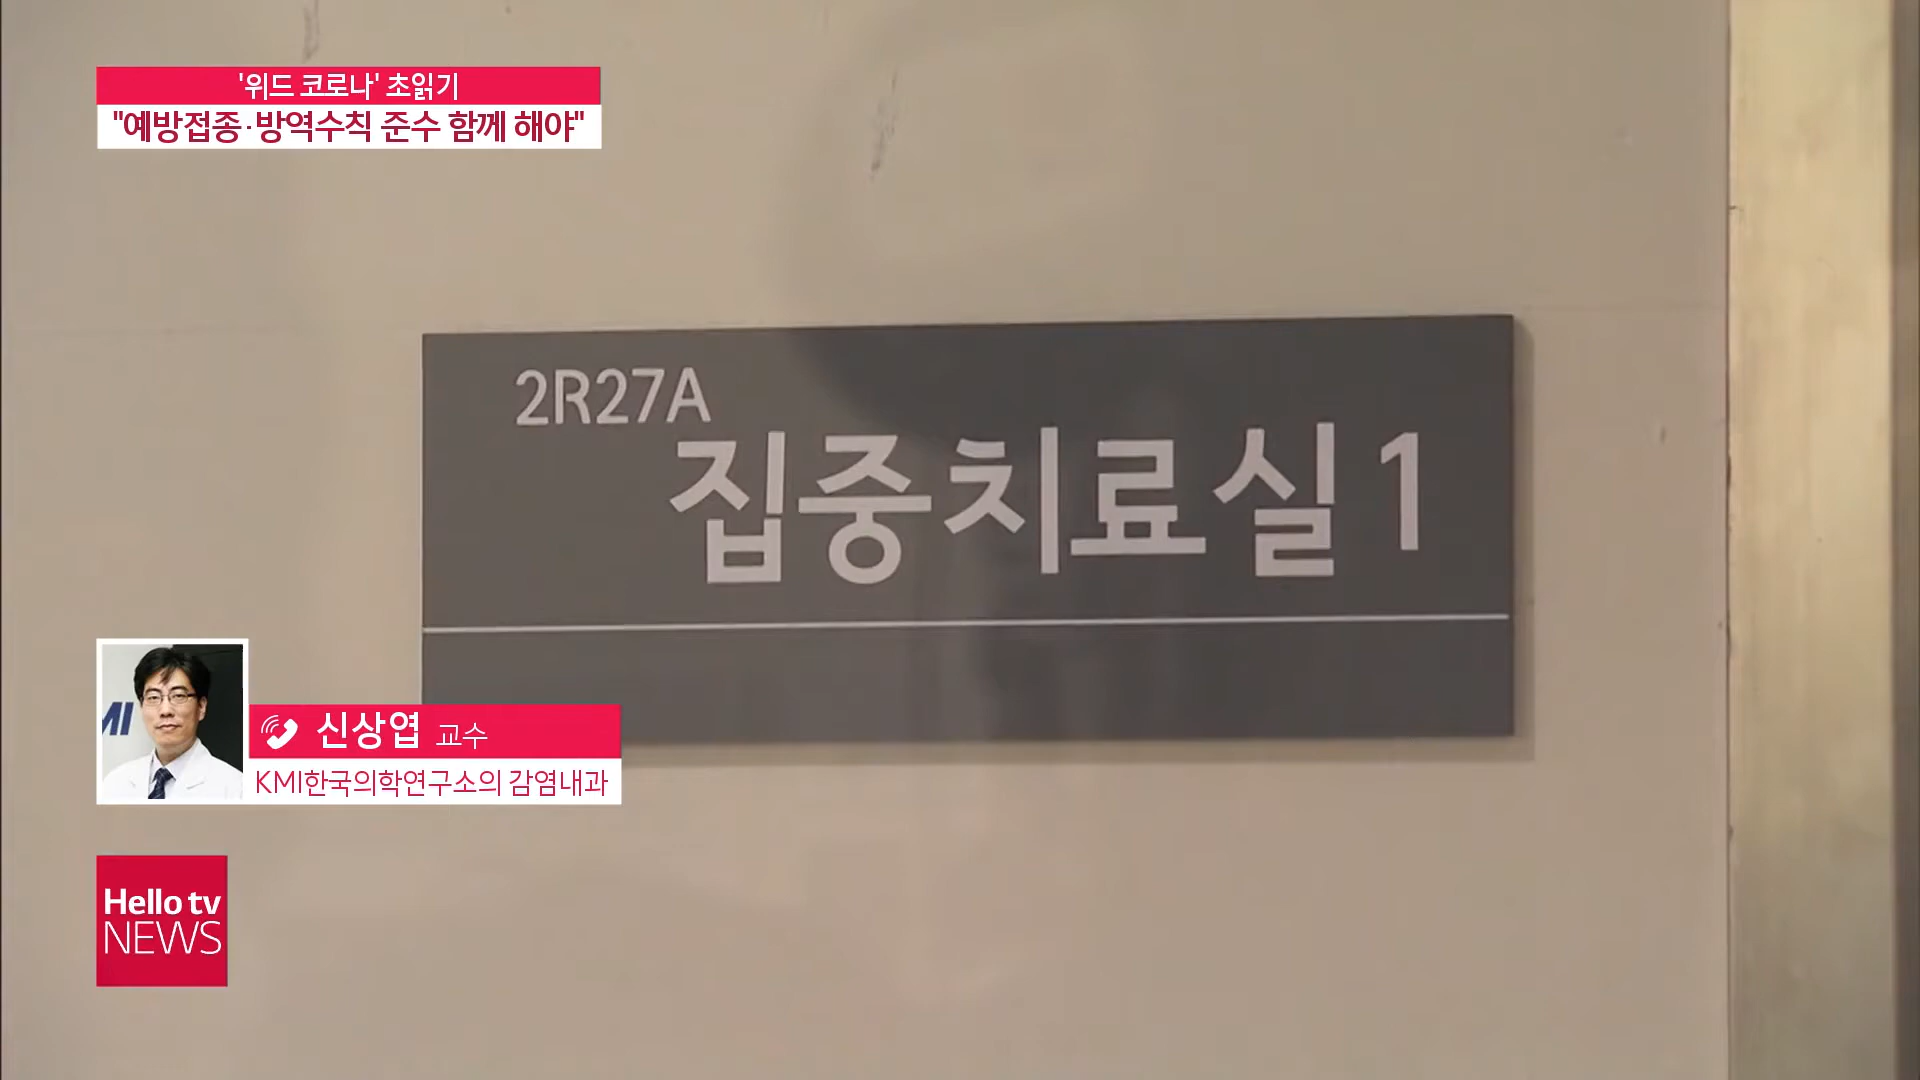 '위드 코로나' 초읽기
"예방접종·방역수칙 준수 함께 해야"
2R27A
집중치료실 1
MI
신상엽 교수
KMI한국의학연구소의 감염내과
Hello tv
NEWS